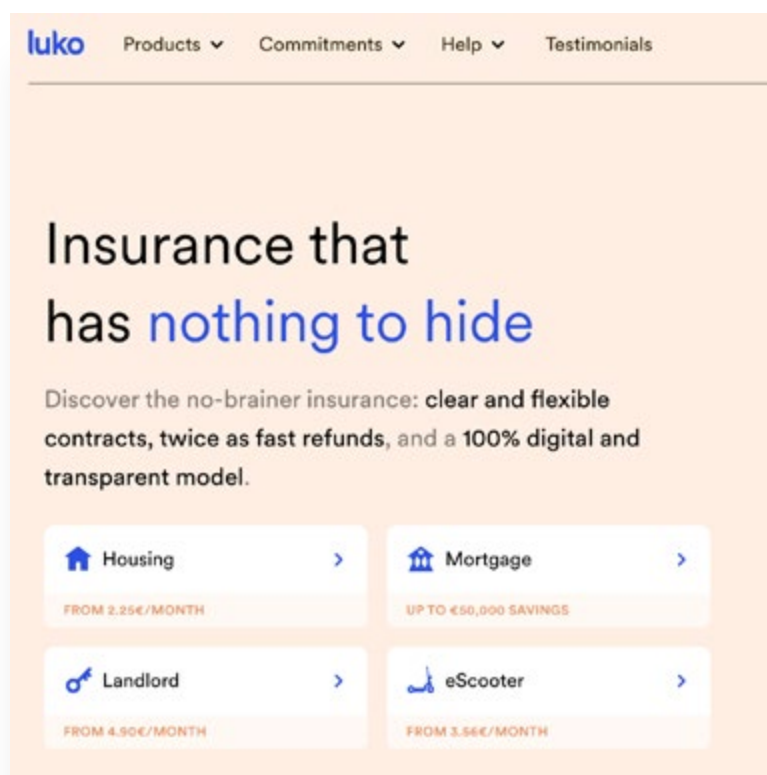 luko Products Commitments Help Testimonials
Insurance that
has nothing to hide
Discover the no-brainer insurance: clear and flexible
contracts, twice as fast refunds, and a 100% digital and
transparent model.
Housing
FROM 2.25€/MONTH
Mortgage
UP TO €50,000 SAVINGS
Landlord
FROM 4.90€/MONTH
eScooter
FROM 3.56€/MONTH